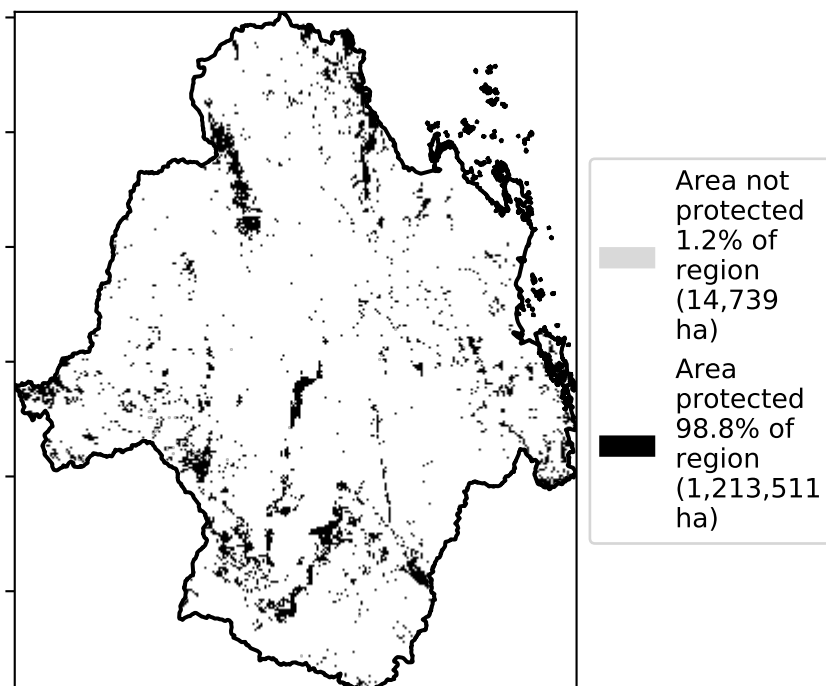 Area not
protected
1.2% of
region
(14,739
ha)
Area
protected
98.8% of
region
(1,213,511
ha)